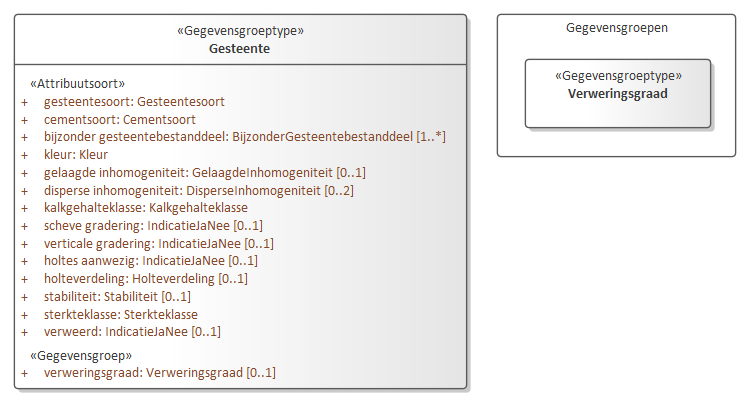 «Gegevensgroeptype»
Gesteente
«Attribuutsoort»
+ gesteentesoort: Gesteentesoort
+ cementsoort: Cementsoort
+ bijzonder gesteentebestanddeel: BijzonderGesteentebestanddeel [1..*]
+ kleur: Kleur
+ gelaagde inhomogeniteit: GelaagdeInhomogeniteit [0..1]
+ disperse inhomogeniteit: DisperseInhomogeniteit [0..2]
+ kalkgehalteklasse: Kalkgehalteklasse
+ scheve gradering: IndicatieJaNee [0..1]
+ verticale gradering: IndicatieJaNee [0..1]
+ holtes aanwezig: IndicatieJaNee [0..1]
+ holteverdeling: Holteverdeling [0..1]
+ stabiliteit: Stabiliteit [0..1]
+ sterkteklasse: Sterkteklasse
+ verweerd: IndicatieJaNee [0..1]
«Gegevensgroep»
+ verweringsgraad: Verweringsgraad [0..1]
Gegevensgroepen
«Gegevensgroeptype»
Verweringsgraad